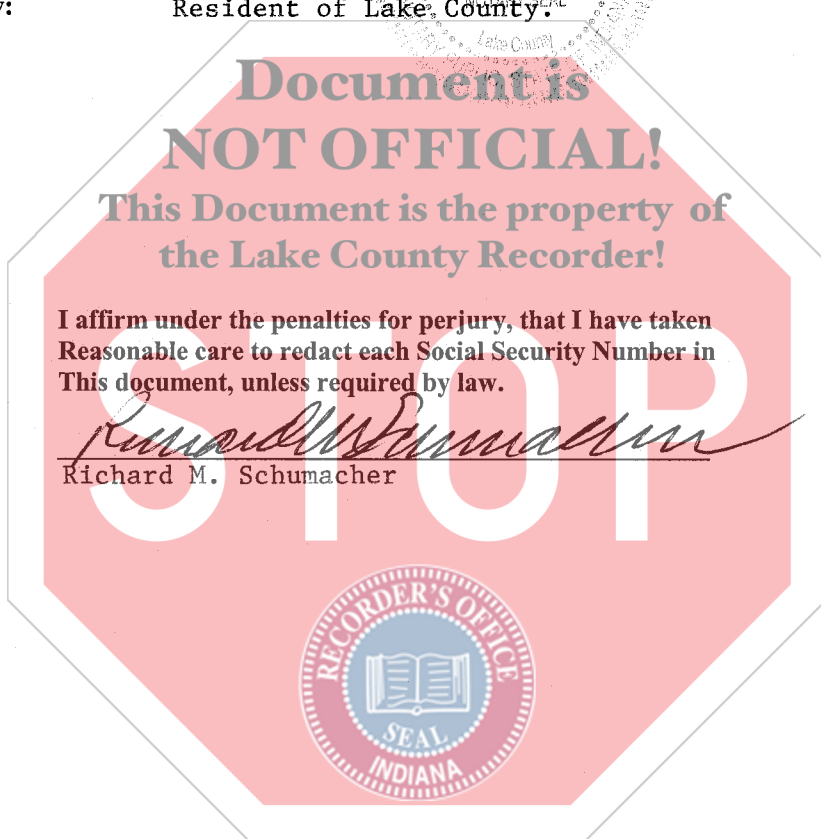 Resident of Lake County.
Lake County
Document is
NOT OFFICIAL!
This Document is the property of
the Lake County Recorder!
I affirm under the penalties for perjury, that I have taken
Reasonable care to redact each Social Security Number in
This document, unless required by law.
STOP
Richard M. Schumacher
RECORDER'S OFFICE
SEAL
INDIANA